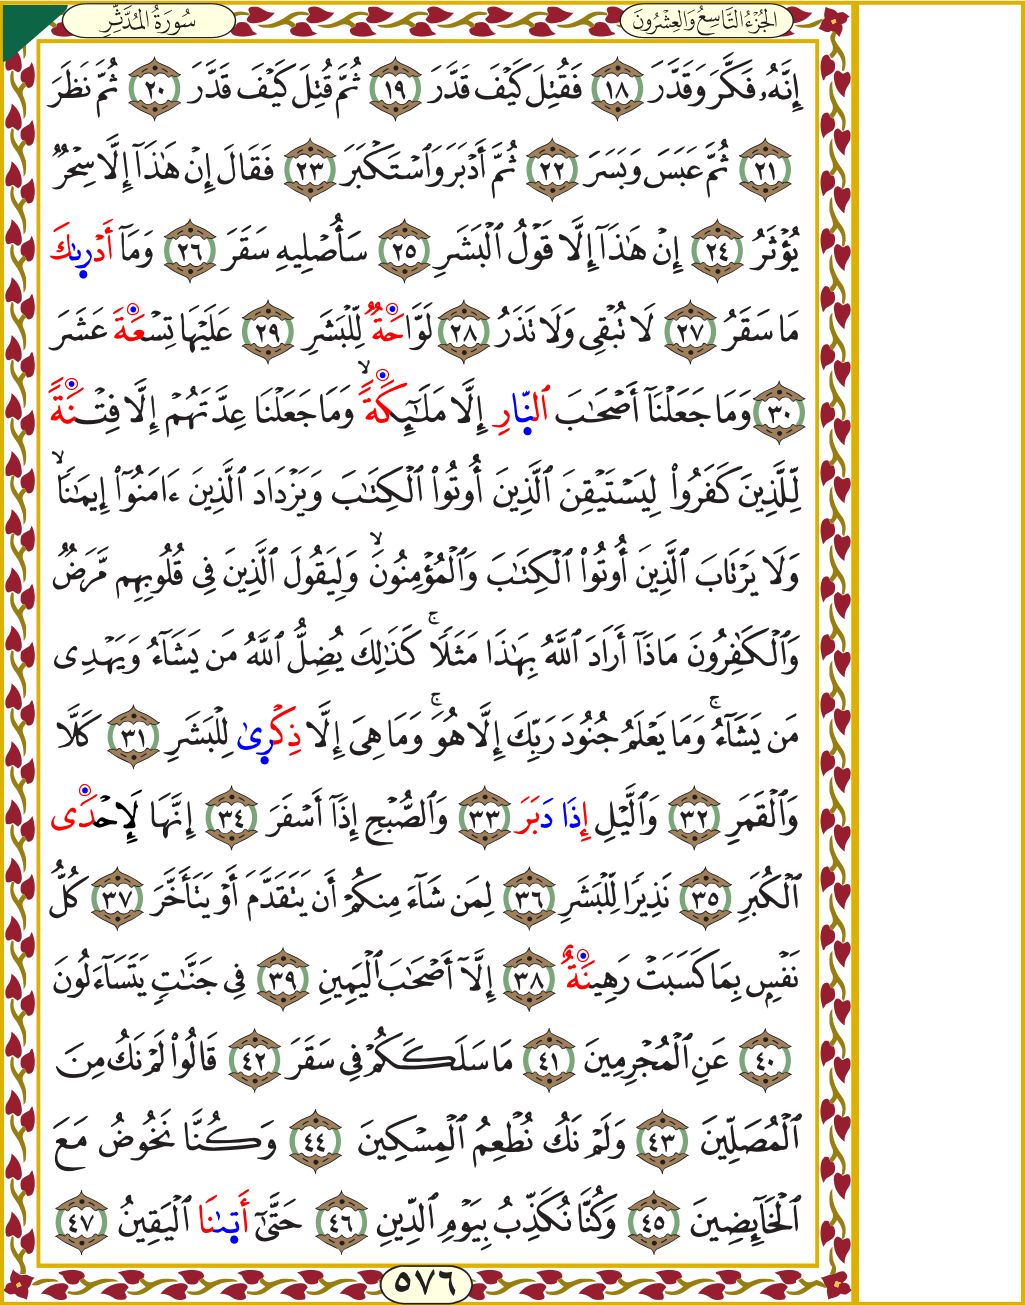 الجُزْءُ التَّاسِعُ وَالعِشْرُونَ
سُورَةُ المُدَّثِّرِ
إِنَّهُۥ فَكَّرَ وَقَدَّرَ ١٨ فَقُتِلَ كَيْفَ قَدَّرَ ١٩ ثُمَّ قُتِلَ كَيْفَ قَدَّرَ ٢٠ ثُمَّ نَظَرَ
٢١ ثُمَّ عَبَسَ وَبَسَرَ ٢٢ ثُمَّ أَدْبَرَ وَٱسْتَكْبَرَ ٢٣ فَقَالَ إِنْ هَٰذَآ إِلَّا سِحْرٌ
يُؤْثَرُ ٢٤ إِنْ هَٰذَآ إِلَّا قَوْلُ ٱلْبَشَرِ ٢٥ سَأُصْلِيهِ سَقَرَ ٢٦ وَمَآ أَدْرِىٰكَ
مَا سَقَرُ ٢٧ لَا تُبْقِى وَلَا تَذَرُ ٢٨ لَوَّاحَةٌ لِّلْبَشَرِ ٢٩ عَلَيْهَا تِسْعَةَ عَشَرَ
٣٠ وَمَا جَعَلْنَآ أَصْحَٰبَ ٱلنِّارِ إِلَّا مَلَٰٓئِكَةً ۙ وَمَا جَعَلْنَا عِدَّتَهُمْ إِلَّا فِتْنَةً
لِّلَّذِينَ كَفَرُوا۟ لِيَسْتَيْقِنَ ٱلَّذِينَ أُوتُوا۟ ٱلْكِتَٰبَ وَيَزْدَادَ ٱلَّذِينَ ءَامَنُوٓا۟ إِيمَٰنًا ۙ
وَلَا يَرْتَابَ ٱلَّذِينَ أُوتُوا۟ ٱلْكِتَٰبَ وَٱلْمُؤْمِنُونَ ۙ وَلِيَقُولَ ٱلَّذِينَ فِى قُلُوبِهِم مَّرَضٌ
وَٱلْكَٰفِرُونَ مَاذَآ أَرَادَ ٱللَّهُ بِهَٰذَا مَثَلًا ۚ كَذَٰلِكَ يُضِلُّ ٱللَّهُ مَن يَشَآءُ وَيَهْدِى
مَن يَشَآءُ ۚ وَمَا يَعْلَمُ جُنُودَ رَبِّكَ إِلَّا هُوَ ۚ وَمَا هِىَ إِلَّا ذِكْرِىٰ لِلْبَشَرِ ٣١ كَلَّا
وَٱلْقَمَرِ ٣٢ وَٱلَّيْلِ إِذَا دَبَرَ ٣٣ وَٱلصُّبْحِ إِذَآ أَسْفَرَ ٣٤ إِنَّهَا لَإِحْدَى
ٱلْكُبَرِ ٣٥ نَذِيرًا لِّلْبَشَرِ ٣٦ لِمَن شَآءَ مِنكُمْ أَن يَتَقَدَّمَ أَوْ يَتَأَخَّرَ ٣٧ كُلُّ
نَفْسٍۭ بِمَا كَسَبَتْ رَهِينَةٌ ٣٨ إِلَّآ أَصْحَٰبَ ٱلْيَمِينِ ٣٩ فِى جَنَّٰتٍ يَتَسَآءَلُونَ
٤٠ عَنِ ٱلْمُجْرِمِينَ ٤١ مَا سَلَكَكُمْ فِى سَقَرَ ٤٢ قَالُوا۟ لَمْ نَكُ مِنَ
ٱلْمُصَلِّينَ ٤٣ وَلَمْ نَكُ نُطْعِمُ ٱلْمِسْكِينَ ٤٤ وَكُنَّا نَخُوضُ مَعَ
ٱلْخَآئِضِينَ ٤٥ وَكُنَّا نُكَذِّبُ بِيَوْمِ ٱلدِّينِ ٤٦ حَتَّىٰٓ أَتِىٰنَا ٱلْيَقِينُ ٤٧
٥٧٦